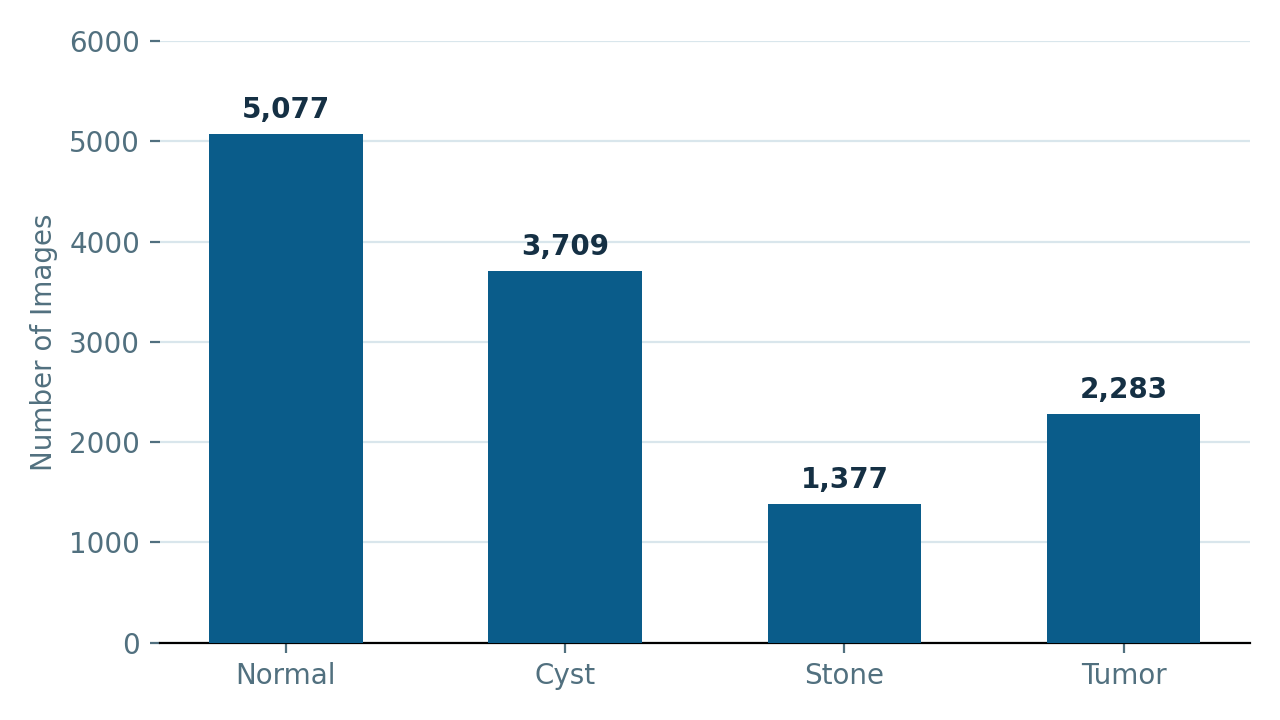 6000
5000
4000
3000
2000
1000
0
Number of Images
5,077
3,709
1,377
2,283
Normal
Cyst
Stone
Tumor